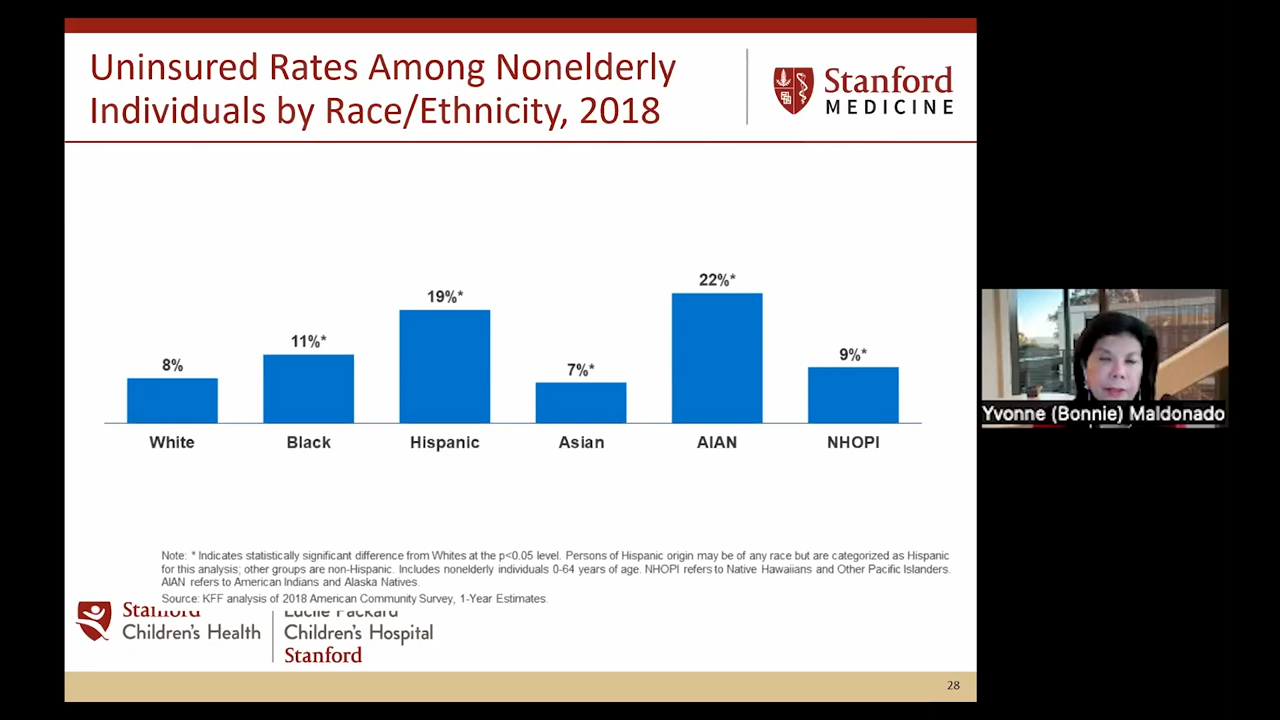 Uninsured Rates Among Nonelderly
Individuals by Race/Ethnicity, 2018
Stanford
MEDICINE
8%
11%*
19%*
7%*
22%*
9%*
White
Black
Hispanic
Asian
AIAN
NHOPI
Note: * Indicates statistically significant difference from Whites at the p<0.05 level. Persons of Hispanic origin may be of any race but are categorized as Hispanic
for this analysis; other groups are non-Hispanic. Includes nonelderly individuals 0-64 years of age. NHOPI refers to Native Hawaiians and Other Pacific Islanders.
AIAN refers to American Indians and Alaska Natives.
Source: KFF analysis of 2018 American Community Survey, 1-Year Estimates.
Stanford
Children's Health
Lucile Packard
Children's Hospital
Stanford
28
Yvonne (Bonnie) Maldonado